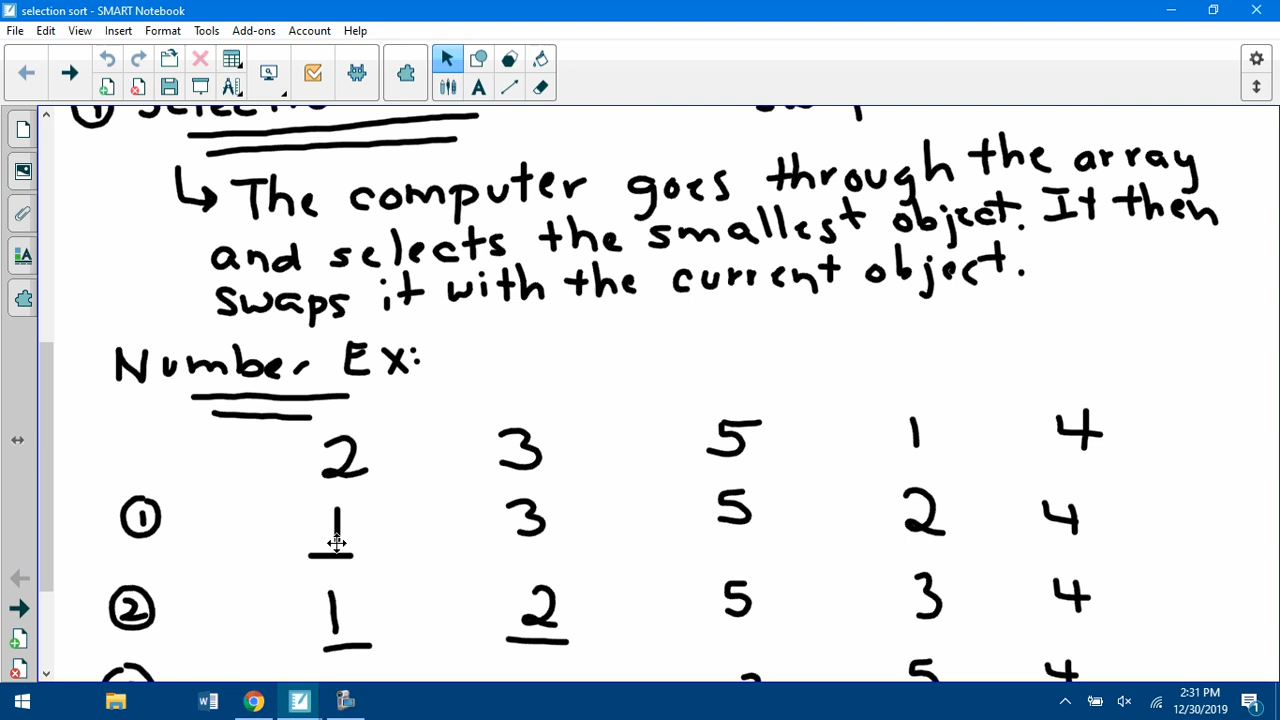 selection sort - SMART Notebook
File Edit View Insert Format Tools Add-ons Account Help
↳ The computer goes through the array
and selects the smallest object. It then
swaps it with the current object.
Number Ex:
2 3 5 1 4
① 1 3 5 2 4
② 1 2 5 3 4
5 4
2:31 PM
12/30/2019